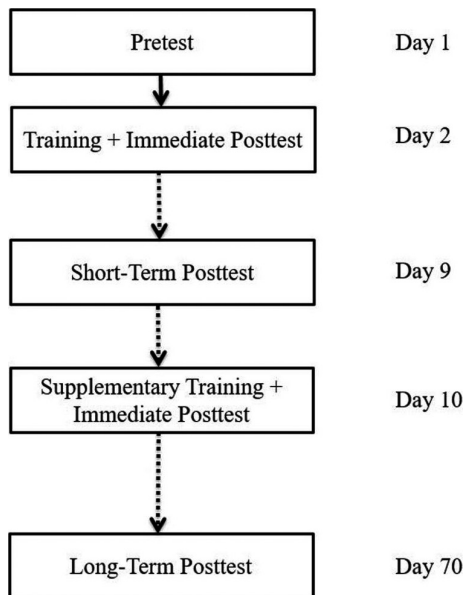 Pretest
Day 1
Training + Immediate Posttest
Day 2
Short-Term Posttest
Day 9
Supplementary Training +
Immediate Posttest
Day 10
Long-Term Posttest
Day 70